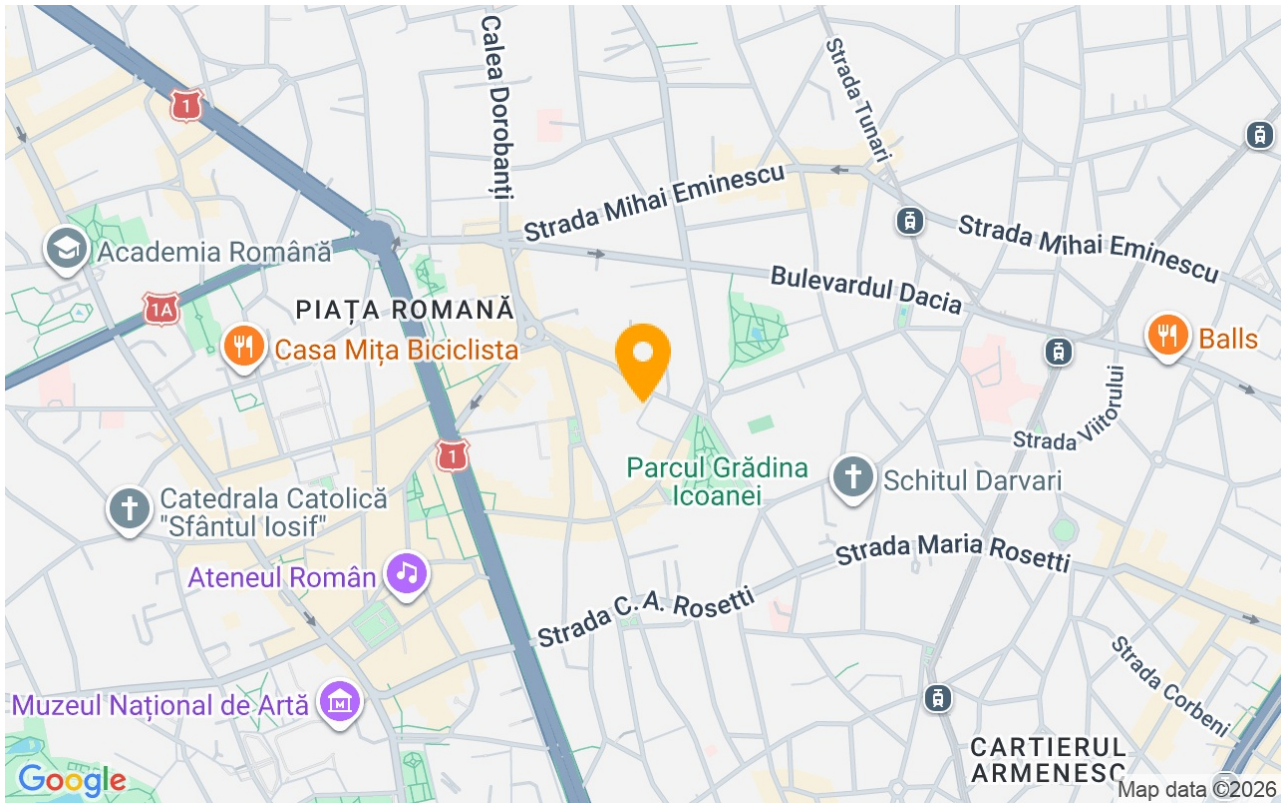 Calea Dorobanți
Strada Tunari
1
Strada Mihai Eminescu
Strada Mihai Eminescu
Academia Română
Bulevardul Dacia
1A
PIAȚA ROMANĂ
Casa Mița Biciclista
Balls
Strada Viitorului
1
Parcul Grădina
Icoanei
Schitul Darvari
Catedrala Catolică
"Sfântul Iosif"
Strada Maria Rosetti
Ateneul Român
Strada C. A. Rosetti
Strada Corbeni
Muzeul Național de Artă
M
CARTIERUL
ARMENESC
Google
Map data ©2026